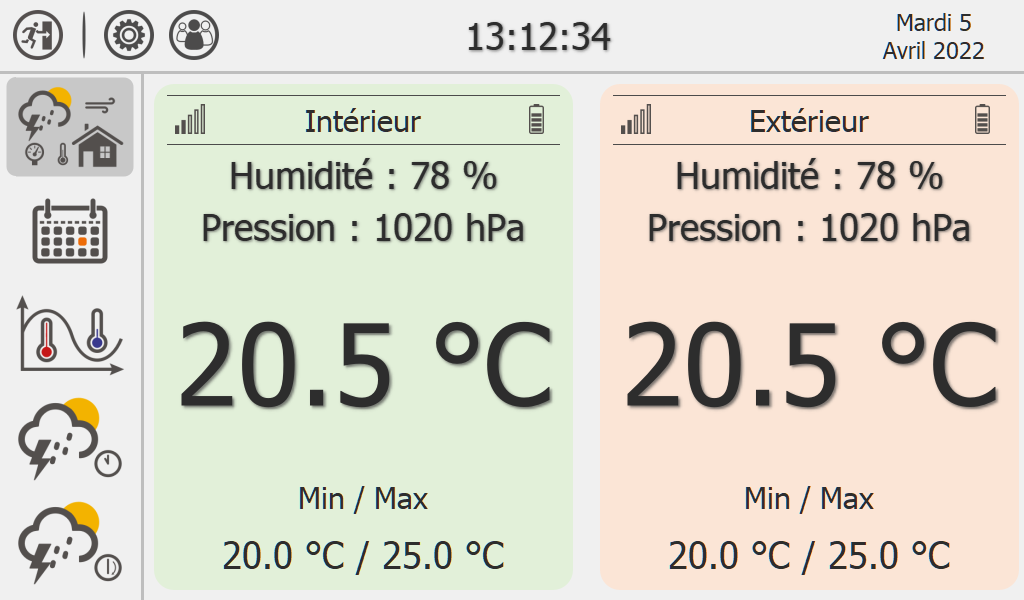 13:12:34
Mardi 5
Avril 2022
Intérieur
Humidité : 78 %
Pression : 1020 hPa
20.5 °C
Min / Max
20.0 °C / 25.0 °C
Extérieur
Humidité : 78 %
Pression : 1020 hPa
20.5 °C
Min / Max
20.0 °C / 25.0 °C